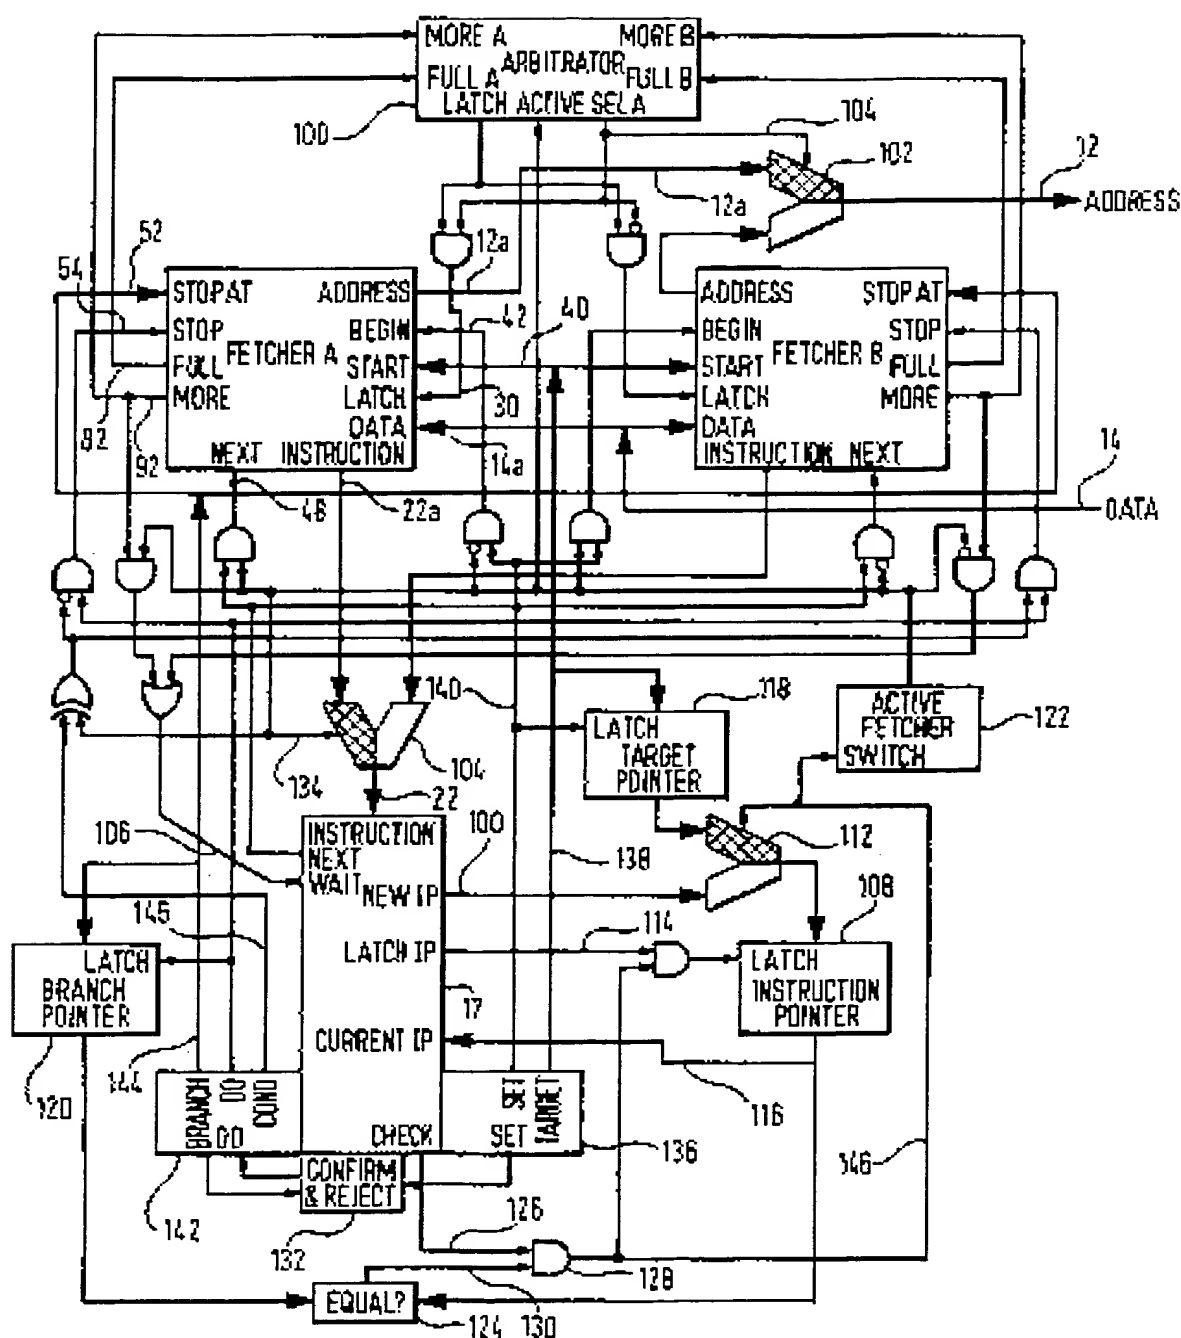 MORE A MORE B
ARBITRATOR
FULL A FULL B
LATCH ACTIVE SEL A
100
104
102
12
12a
ADDRESS
52
54
12a
42
40
STOP AT ADDRESS
STOP BEGIN
FETCHER A
FULL START
MORE LATCH
DATA
NEXT INSTRUCTION
ADDRESS STOP AT
BEGIN STOP
FETCHER B
START FULL
LATCH MORE
DATA
INSTRUCTION NEXT
30
82
92
14a
14
48
22a
DATA
140
118
LATCH
TARGET
POINTER
ACTIVE
FETCHER
SWITCH
122
134
104
22
106
100
138
112
INSTRUCTION
NEXT
WAIT
NEW IP
LATCH IP
CURRENT IP
CHECK
108
145
114
LATCH
BRANCH
POINTER
17
LATCH
INSTRUCTION
POINTER
120
144
116
BRANCH
DO
COND
DO
SET
TARGET
SET
136
146
CONFIRM
& REJECT
142
132
126
128
EQUAL?
124
130